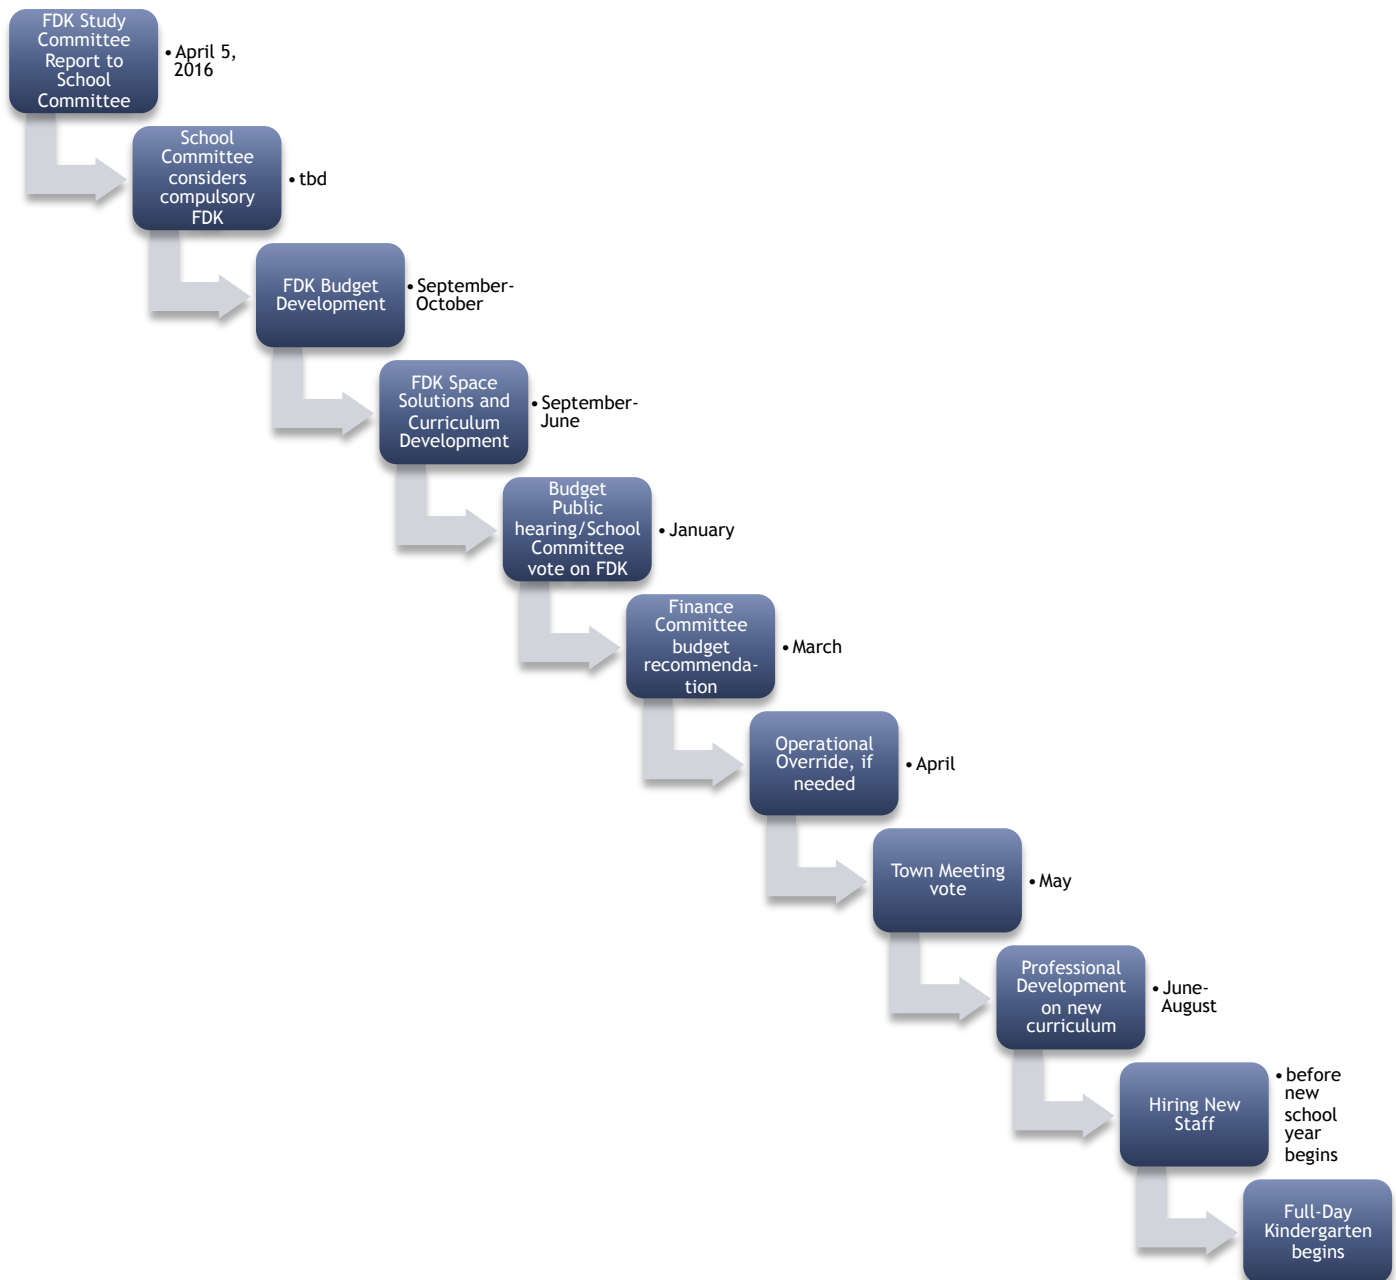 FDK Study
Committee
Report to
School
Committee
• April 5,
2016
School
Committee
considers
compulsory
FDK
• tbd
FDK Budget
Development
• September-
October
FDK Space
Solutions and
Curriculum
Development
• September-
June
Budget
Public
hearing/School
Committee
vote on FDK
• January
Finance
Committee
budget
recommenda-
tion
• March
Operational
Override, if
needed
• April
Town Meeting
vote
• May
Professional
Development
on new
curriculum
• June-
August
Hiring New
Staff
• before
new
school
year
begins
Full-Day
Kindergarten
begins